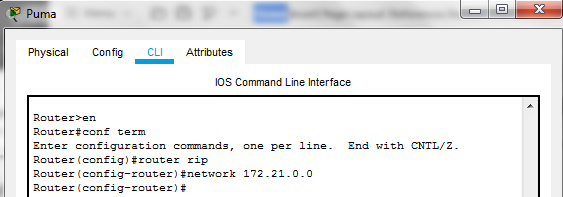 Puma
Physical Config CLI Attributes
IOS Command Line Interface
Router>en
Router#conf term
Enter configuration commands, one per line.  End with CNTL/Z.
Router(config)#router rip
Router(config-router)#network 172.21.0.0
Router(config-router)#